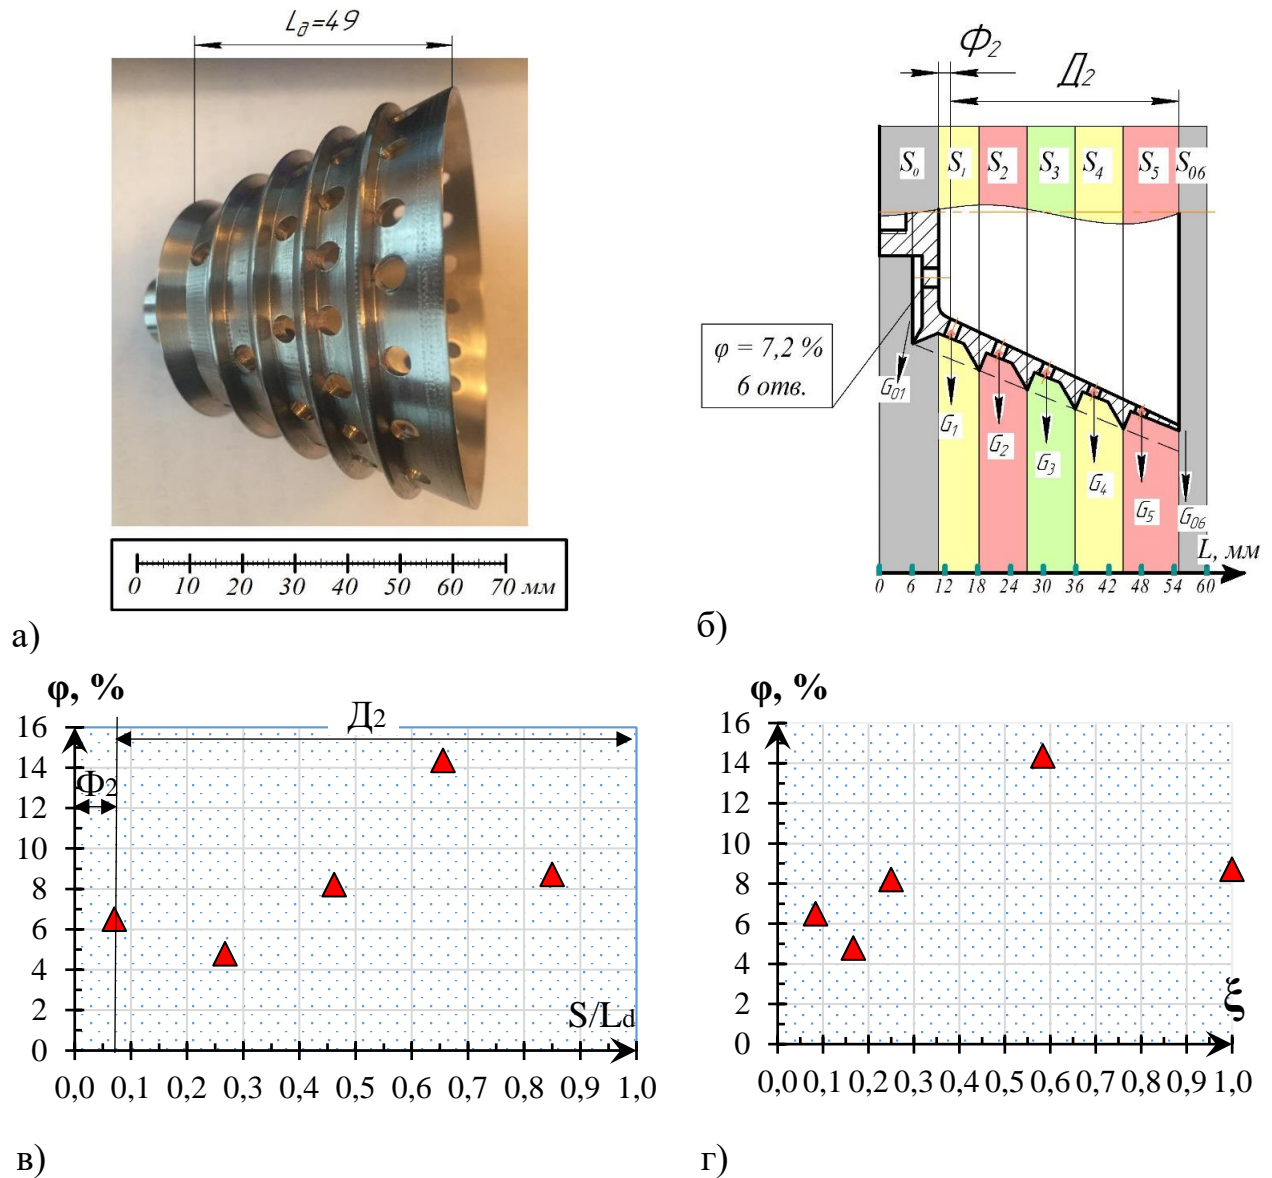 L∂=49
0 10 20 30 40 50 60 70 мм
а)
Ф₂
Д₂
S₀ S₁ S₂ S₃ S₄ S₅ S₀₆
φ = 7,2 %
6 отв.
G₀₁
G₁
G₂
G₃
G₄
G₅
G₀₆
L, мм
0 6 12 18 24 30 36 42 48 54 60
б)
φ, %
Д₂
Ф₂
16
14
12
10
8
6
4
2
0
S/Ld
0,0 0,1 0,2 0,3 0,4 0,5 0,6 0,7 0,8 0,9 1,0
в)
φ, %
16
14
12
10
8
6
4
2
0
ξ
0,0 0,1 0,2 0,3 0,4 0,5 0,6 0,7 0,8 0,9 1,0
г)